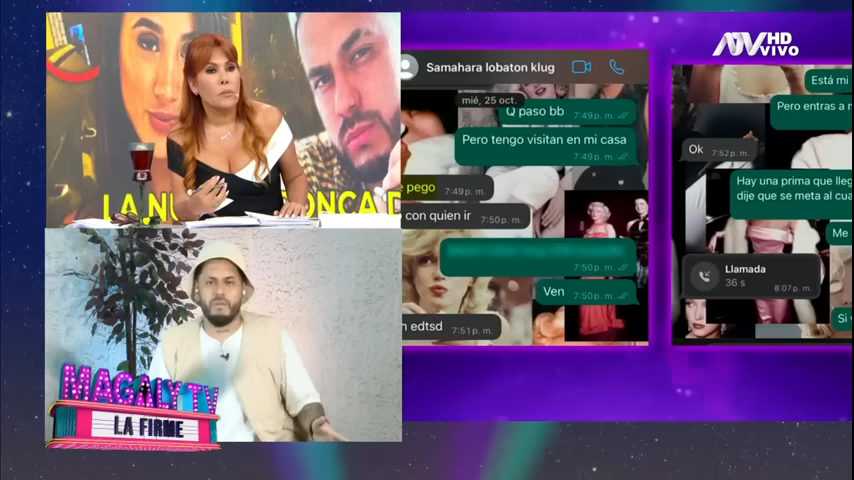 ATV HD
VIVO
LA NU
ONCA D
MAGALY TV
LA FIRME
Samahara lobaton klug
mié, 25 oct.
Q paso bb
7:49 p. m.
Pero tengo visitan en mi casa
7:49 p. m.
pego 7:49 p. m.
con quien ir 7:50 p. m.
7:50 p. m.
Ven 7:50 p. m.
edtsd 7:51 p. m.
Está mi
Pero entras a
Ok 7:52 p. m.
Hay una prima que lleg
dije que se meta al cua
Me
Llamada
36 s 8:07 p. m.
Si